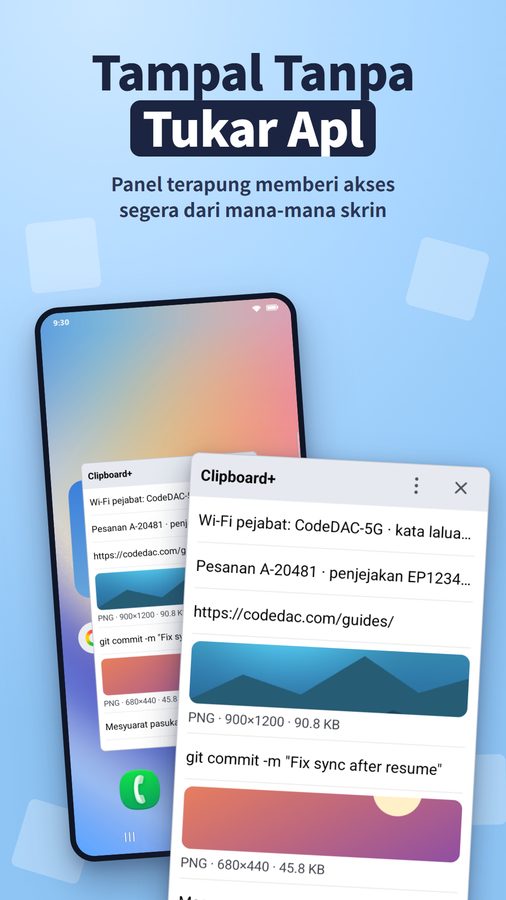 Tampal Tanpa
Tukar Apl
Panel terapung memberi akses
segera dari mana-mana skrin
9:30
Clipboard+
Wi-Fi pejabat: CodeDAC-5
Pesanan A-20481 · penj
https://codedac.com/g
PNG · 900×1200 · 90.8 K
git commit -m "Fix sy
PNG · 680×440 · 45.8
Mesyuarat pasuka
Clipboard+
Wi-Fi pejabat: CodeDAC-5G · kata lalua...
Pesanan A-20481 · penjejakan EP1234...
https://codedac.com/guides/
PNG · 900×1200 · 90.8 KB
git commit -m "Fix sync after resume"
PNG · 680×440 · 45.8 KB